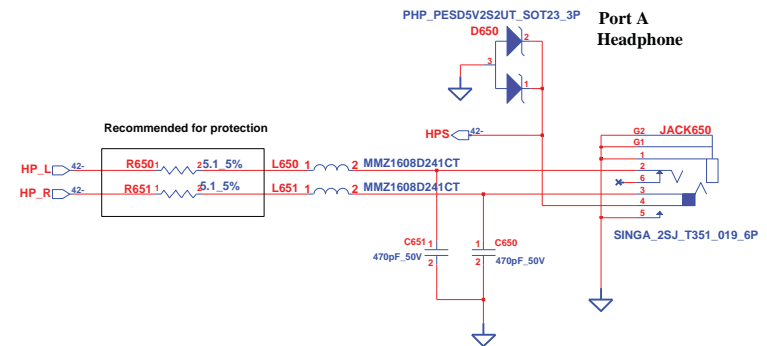 PHP_PESD5V2S2UT_SOT23_3P
Port A
Headphone
D650
2
3
1
Recommended for protection
HPS 42-
JACK650
G2
G1
1
2
6
3
4
5
HP_L 42- R650 1 2 5.1_5% L650 1 2 MMZ1608D241CT
HP_R 42- R651 1 2 5.1_5% L651 1 2 MMZ1608D241CT
SINGA_2SJ_T351_019_6P
C651 1 1 C650
470pF_50V 2 2 470pF_50V